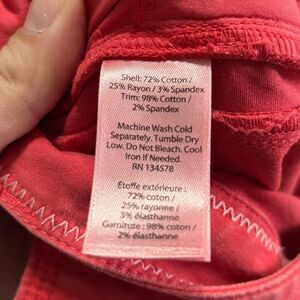 Shell: 72% Cotton /
25% Rayon / 3% Spandex
Trim: 98% Cotton /
2% Spandex
Machine Wash Cold
Separately. Tumble Dry
Low. Do Not Bleach. Cool
Iron If Needed.
RN 134578
Étoffe extérieure :
72% coton /
25% rayonne /
3% élasthanne
Garniture : 98% coton /
2% élasthanne